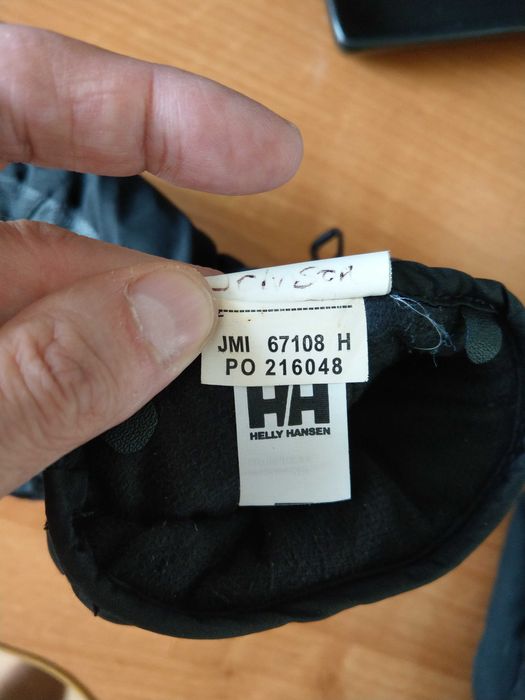 JMI 67108 H
PO 216048
HH
HELLY HANSEN